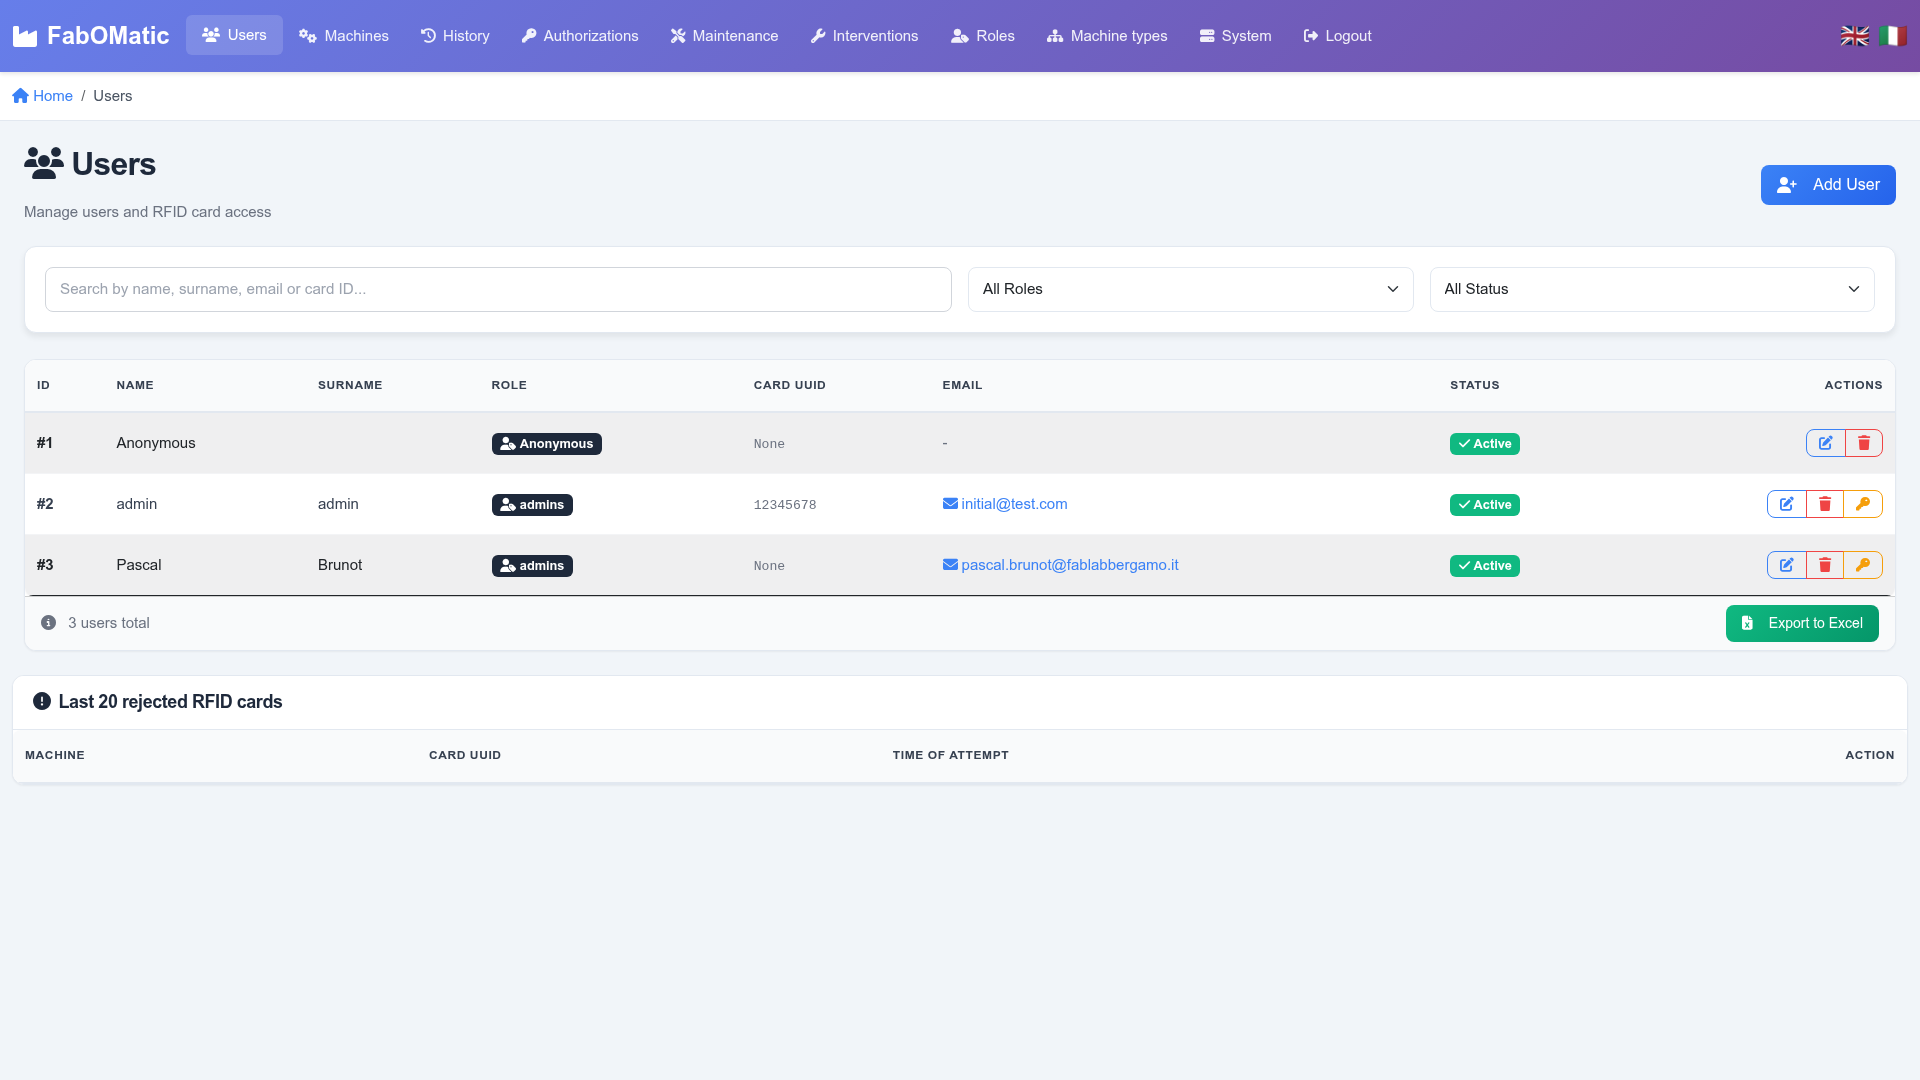 FabOMatic Users Machines History Authorizations Maintenance Interventions Roles Machine types System Logout
Home / Users
Users
Add User
Manage users and RFID card access
Search by name, surname, email or card ID... All Roles All Status
ID NAME SURNAME ROLE CARD UUID EMAIL STATUS ACTIONS
#1 Anonymous Anonymous None - Active
#2 admin admin admins 12345678 initial@test.com Active
#3 Pascal Brunot admins None pascal.brunot@fablabbergamo.it Active
3 users total Export to Excel
Last 20 rejected RFID cards
MACHINE CARD UUID TIME OF ATTEMPT ACTION